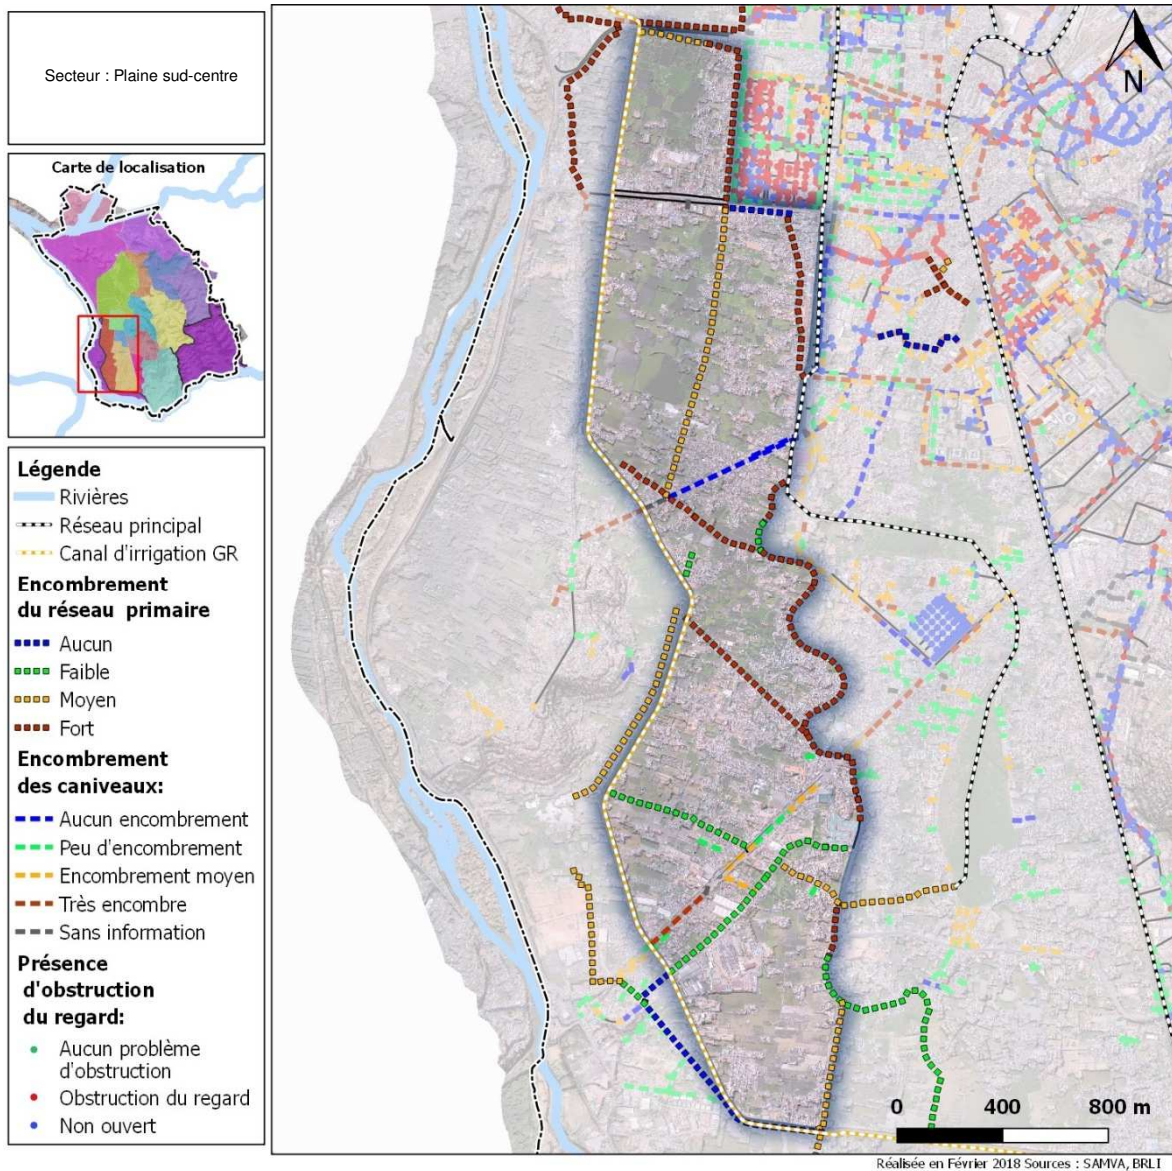 Secteur : Plaine sud-centre
Carte de localisation
Légende
Rivières
Réseau principal
Canal d'irrigation GR
Encombrement
du réseau primaire
Aucun
Faible
Moyen
Fort
Encombrement
des caniveaux:
Aucun encombrement
Peu d'encombrement
Encombrement moyen
Très encombre
Sans information
Présence
d'obstruction
du regard:
Aucun problème
d'obstruction
Obstruction du regard
Non ouvert
N
0 400 800 m
Réalisée en Février 2018 Sources : SAMVA, BRLI